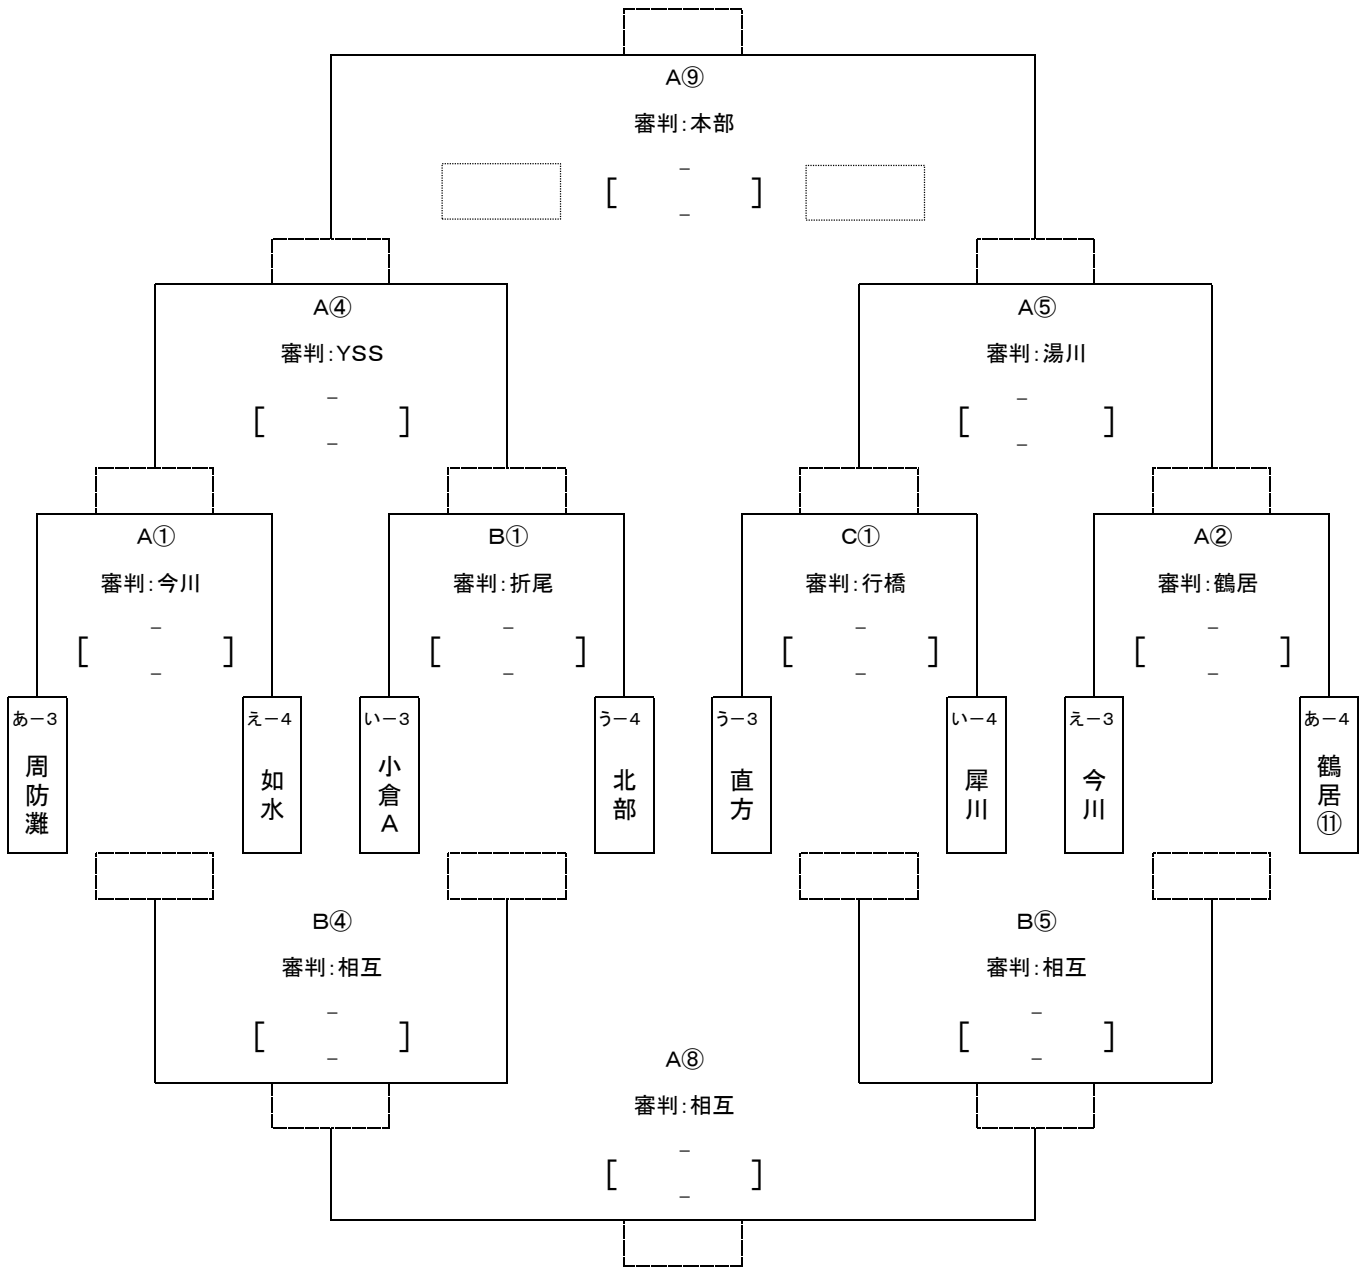 A⑨
審判:本部
[ － ]
－
A④
A⑤
審判:YSS
審判:湯川
[ － ]
－
[ － ]
－
A①
B①
C①
A②
審判:今川
審判:折尾
審判:行橋
審判:鶴居
[ － ]
－
[ － ]
－
[ － ]
－
[ － ]
－
あー3
周防灘
えー4
如水
いー3
小倉A
うー4
北部
うー3
直方
いー4
犀川
えー3
今川
あー4
鶴居⑪
B④
B⑤
審判:相互
審判:相互
[ － ]
－
[ － ]
－
A⑧
審判:相互
[ － ]
－